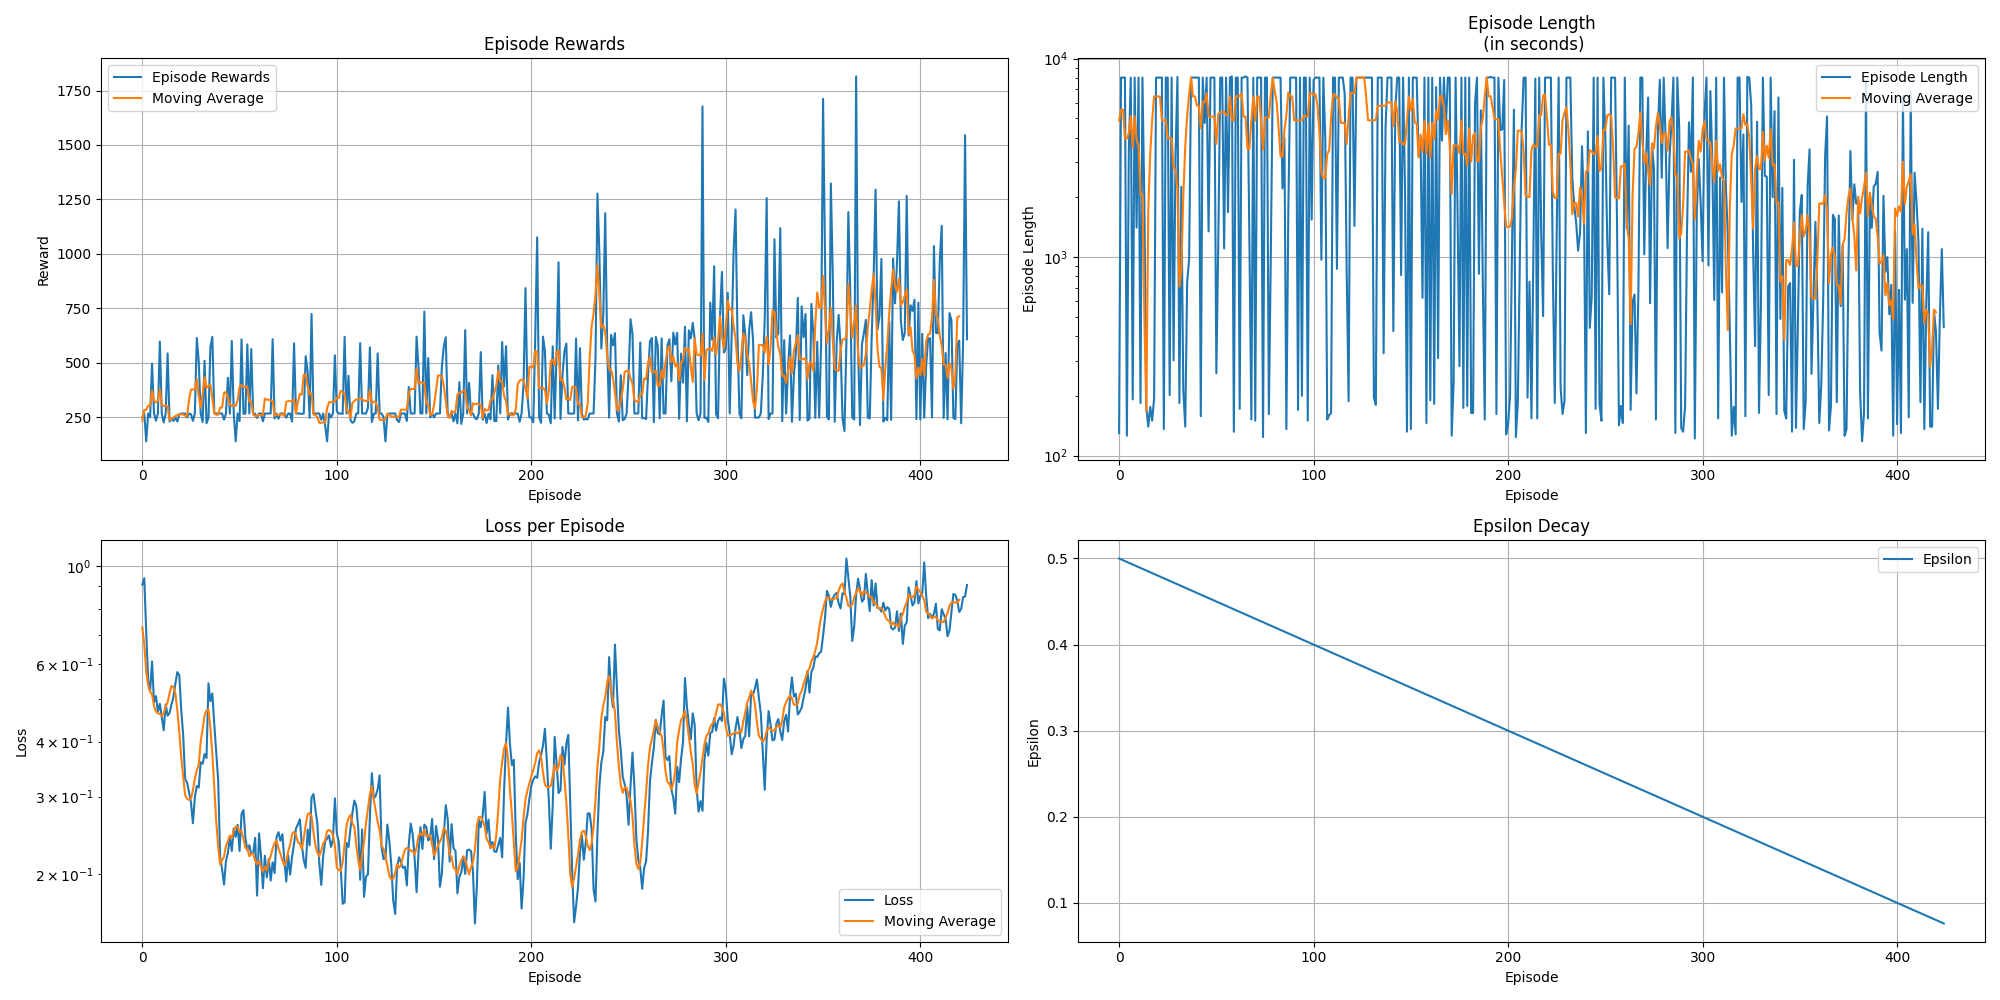 Episode Rewards
Episode Rewards
Moving Average
1750
1500
1250
1000
750
500
250
Reward
0
100
200
300
400
Episode
Episode Length
(in seconds)
Episode Length
Moving Average
10^4
10^3
10^2
Episode Length
0
100
200
300
400
Episode
Loss per Episode
10^0
6 × 10^-1
4 × 10^-1
3 × 10^-1
2 × 10^-1
Loss
Loss
Moving Average
0
100
200
300
400
Episode
Epsilon Decay
Epsilon
0.5
0.4
0.3
0.2
0.1
Epsilon
0
100
200
300
400
Episode